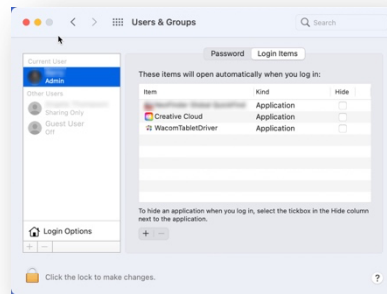 Users & Groups
Search
Password
Login Items
Current User
Admin
Other Users
Sharing Only
Guest User
Off
Login Options
These items will open automatically when you log in:
Item Kind Hide
Application
Creative Cloud Application
WacomTabletDriver Application
To hide an application when you log in, select the tickbox in the Hide column
next to the application.
+ −
+ −
Click the lock to make changes.
?